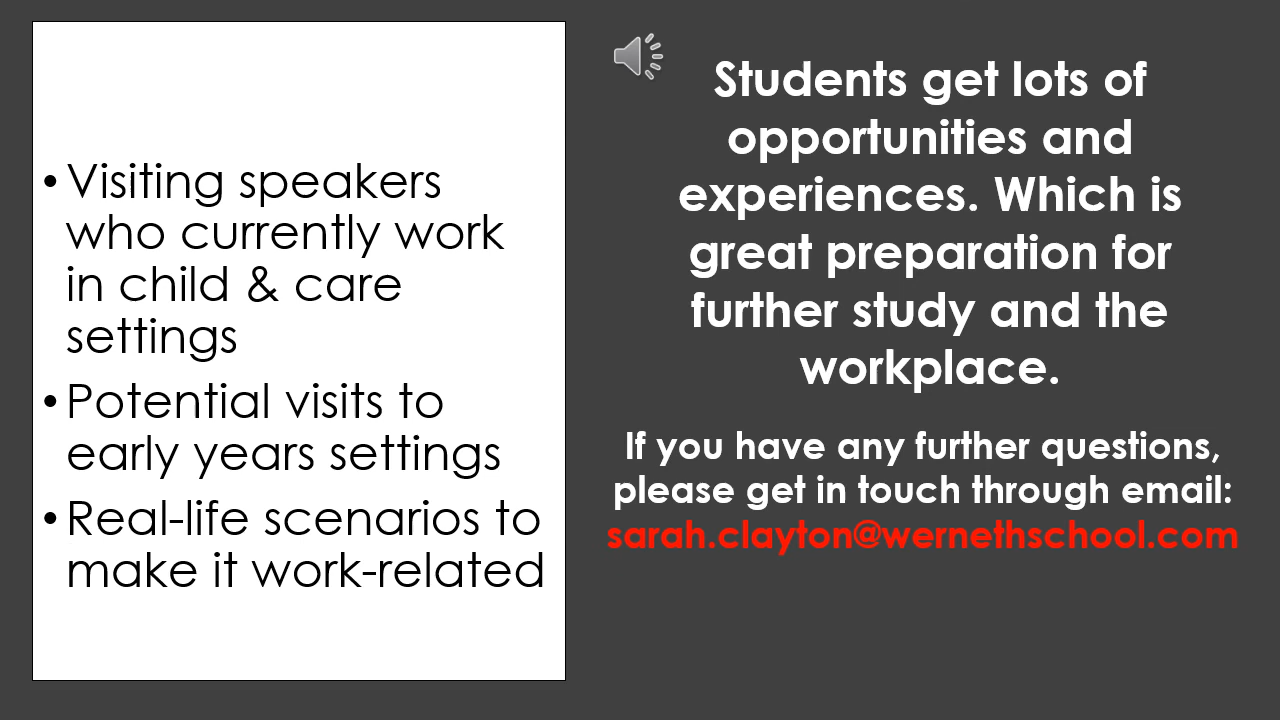 • Visiting speakers
who currently work
in child & care
settings
• Potential visits to
early years settings
• Real-life scenarios to
make it work-related
Students get lots of
opportunities and
experiences. Which is
great preparation for
further study and the
workplace.
If you have any further questions,
please get in touch through email:
sarah.clayton@wernethschool.com